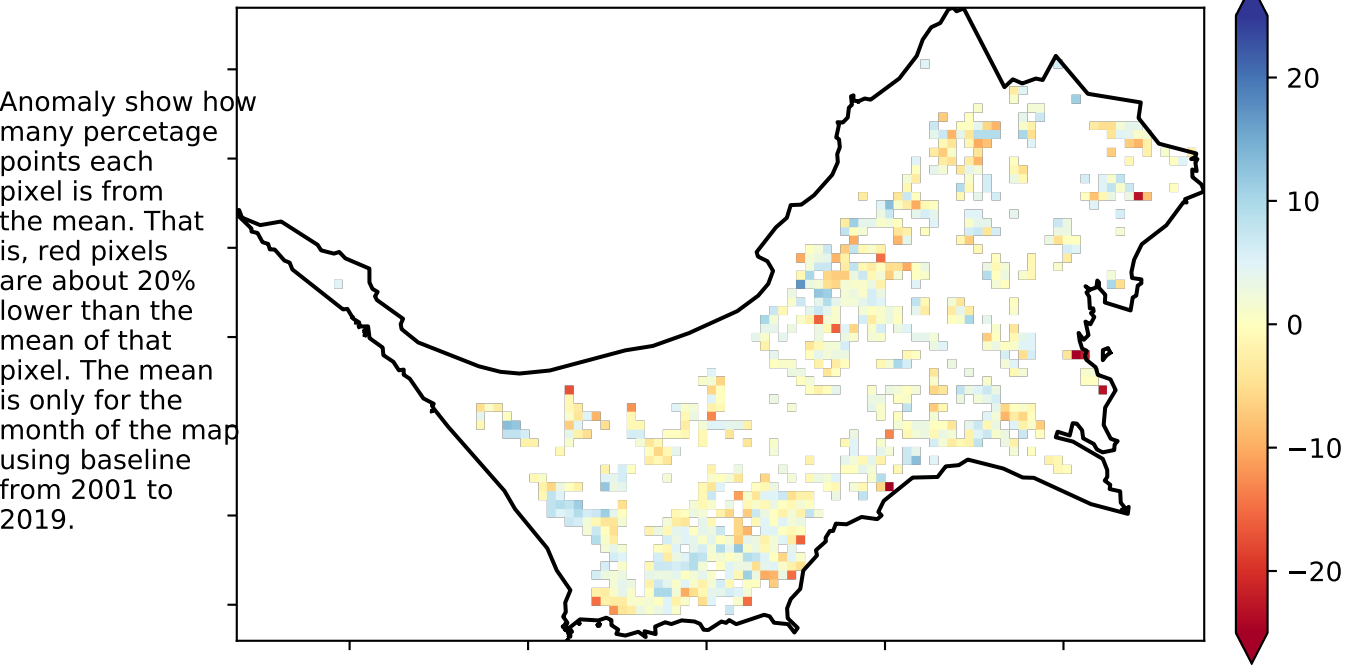 Anomaly show how
many percetage
points each
pixel is from
the mean. That
is, red pixels
are about 20%
lower than the
mean of that
pixel. The mean
is only for the
month of the map
using baseline
from 2001 to
2019.
20
10
0
−10
−20